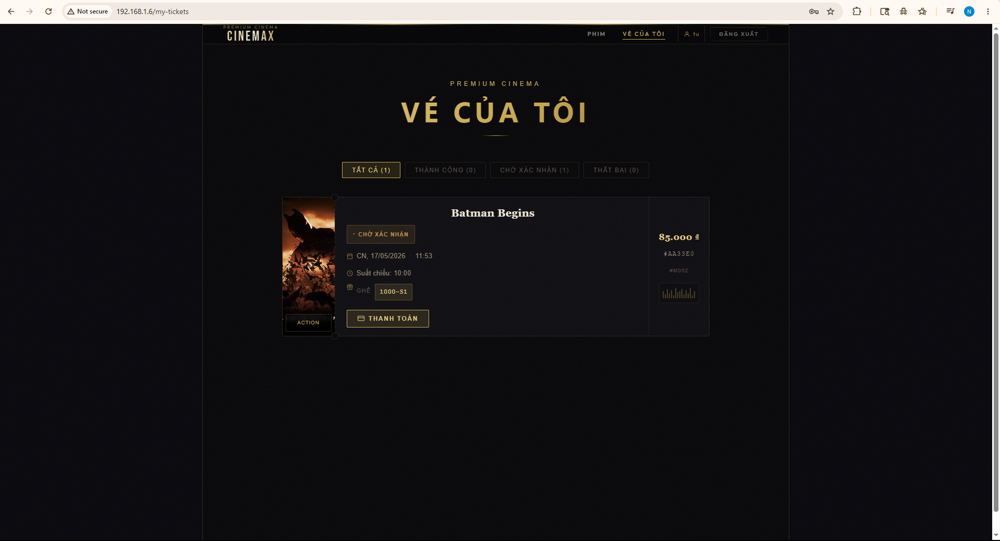 Not secure
192.168.1.6/my-tickets
N
PREMIUM CINEMA
CINEMAX
PHIM
VÉ CỦA TÔI
tu
ĐĂNG XUẤT
PREMIUM CINEMA
VÉ CỦA TÔI
TẤT CẢ (1)
THÀNH CÔNG (0)
CHỜ XÁC NHẬN (1)
THẤT BẠI (0)
Batman Begins
· CHỜ XÁC NHẬN
CN, 17/05/2026 · 11:53
Suất chiếu: 10:00
GHẾ 1000–S1
THANH TOÁN
ACTION
85.000 ₫
#AA33E0
#M002